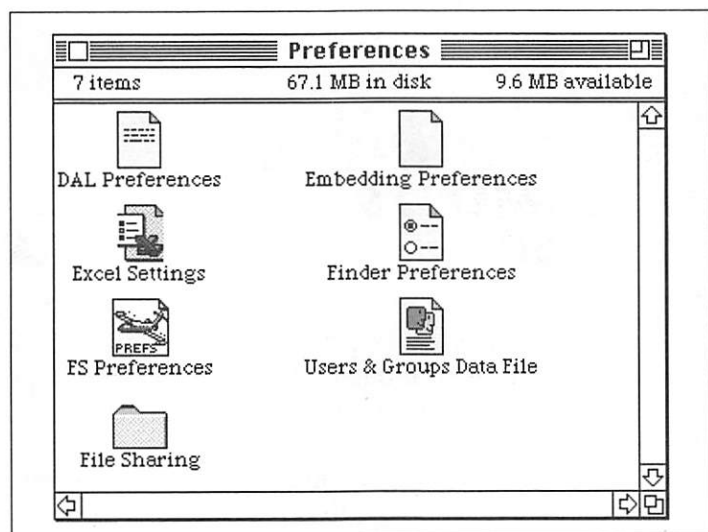 Preferences
7 items 67.1 MB in disk 9.6 MB available
DAL Preferences Embedding Preferences
Excel Settings Finder Preferences
PREFS
FS Preferences Users & Groups Data File
File Sharing